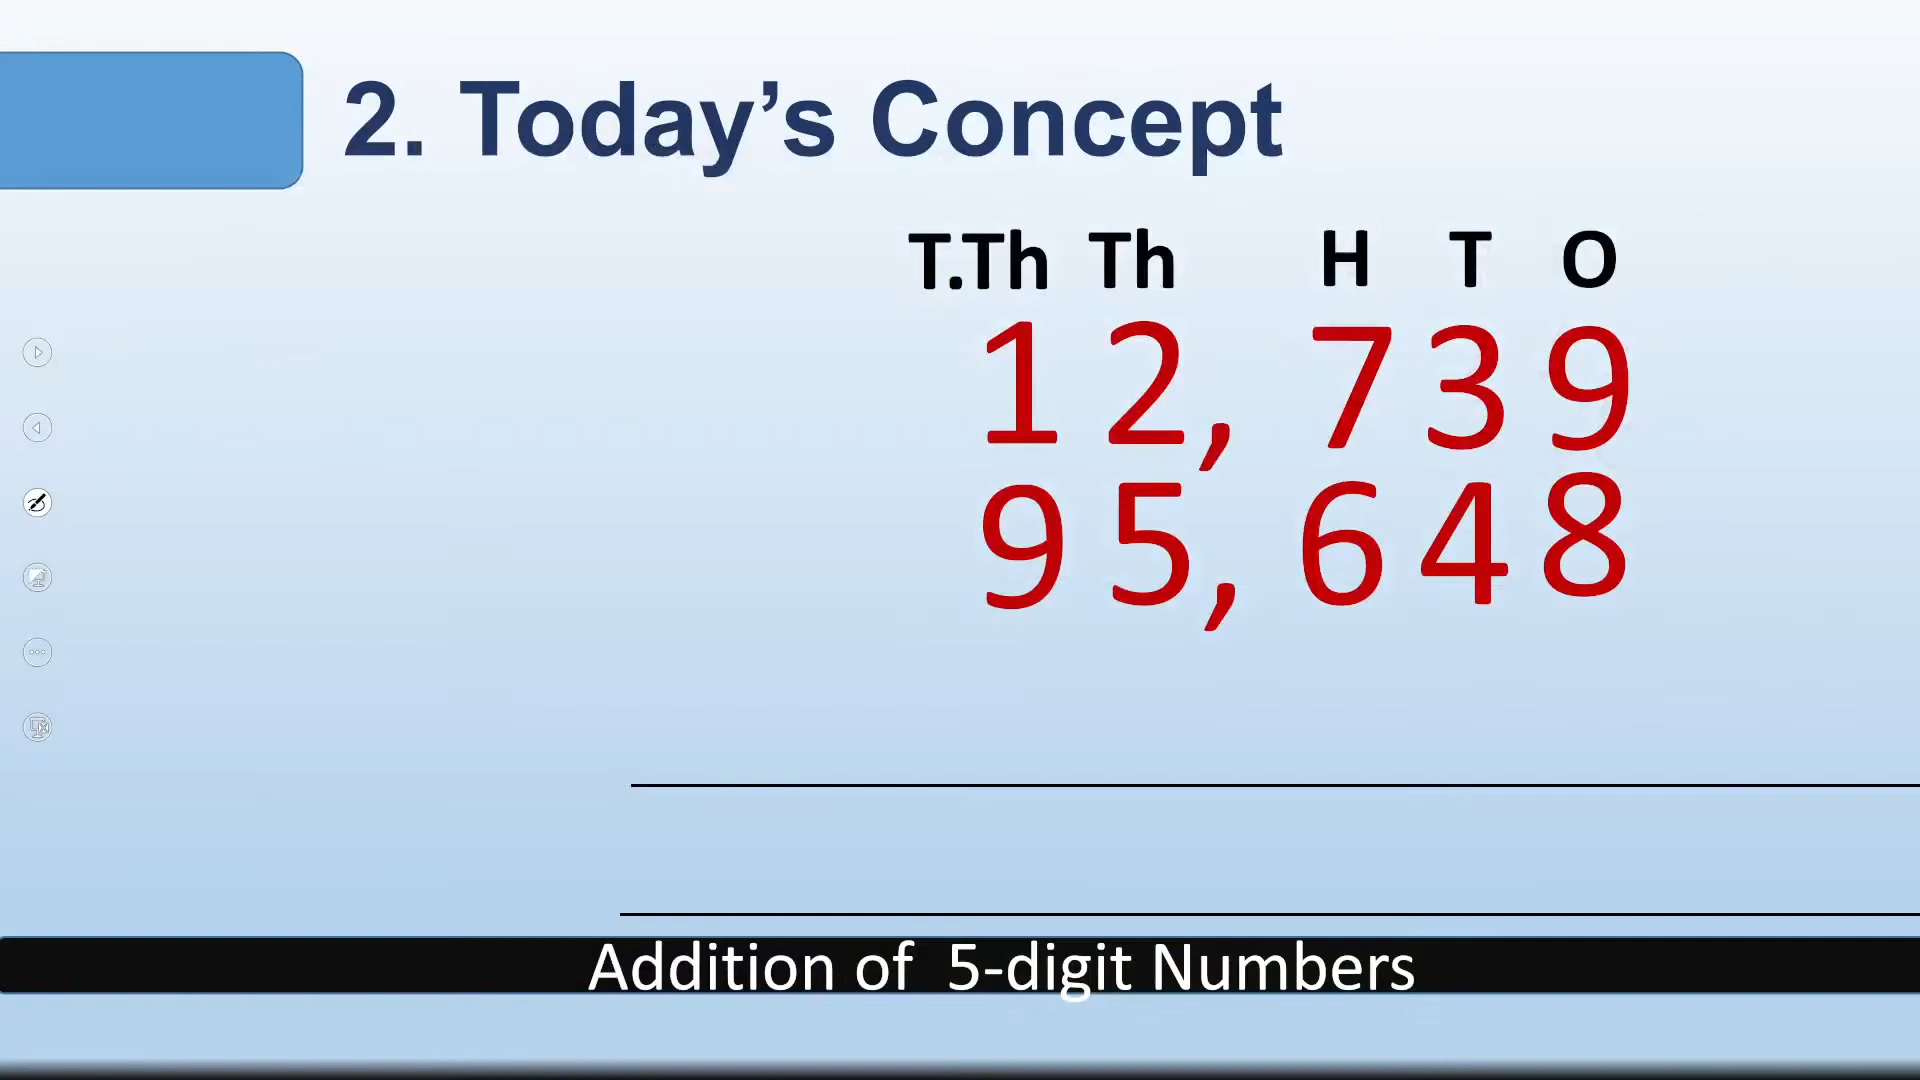 2. Today’s Concept
T.Th Th H T O
12,739
95,648
Addition of 5-digit Numbers